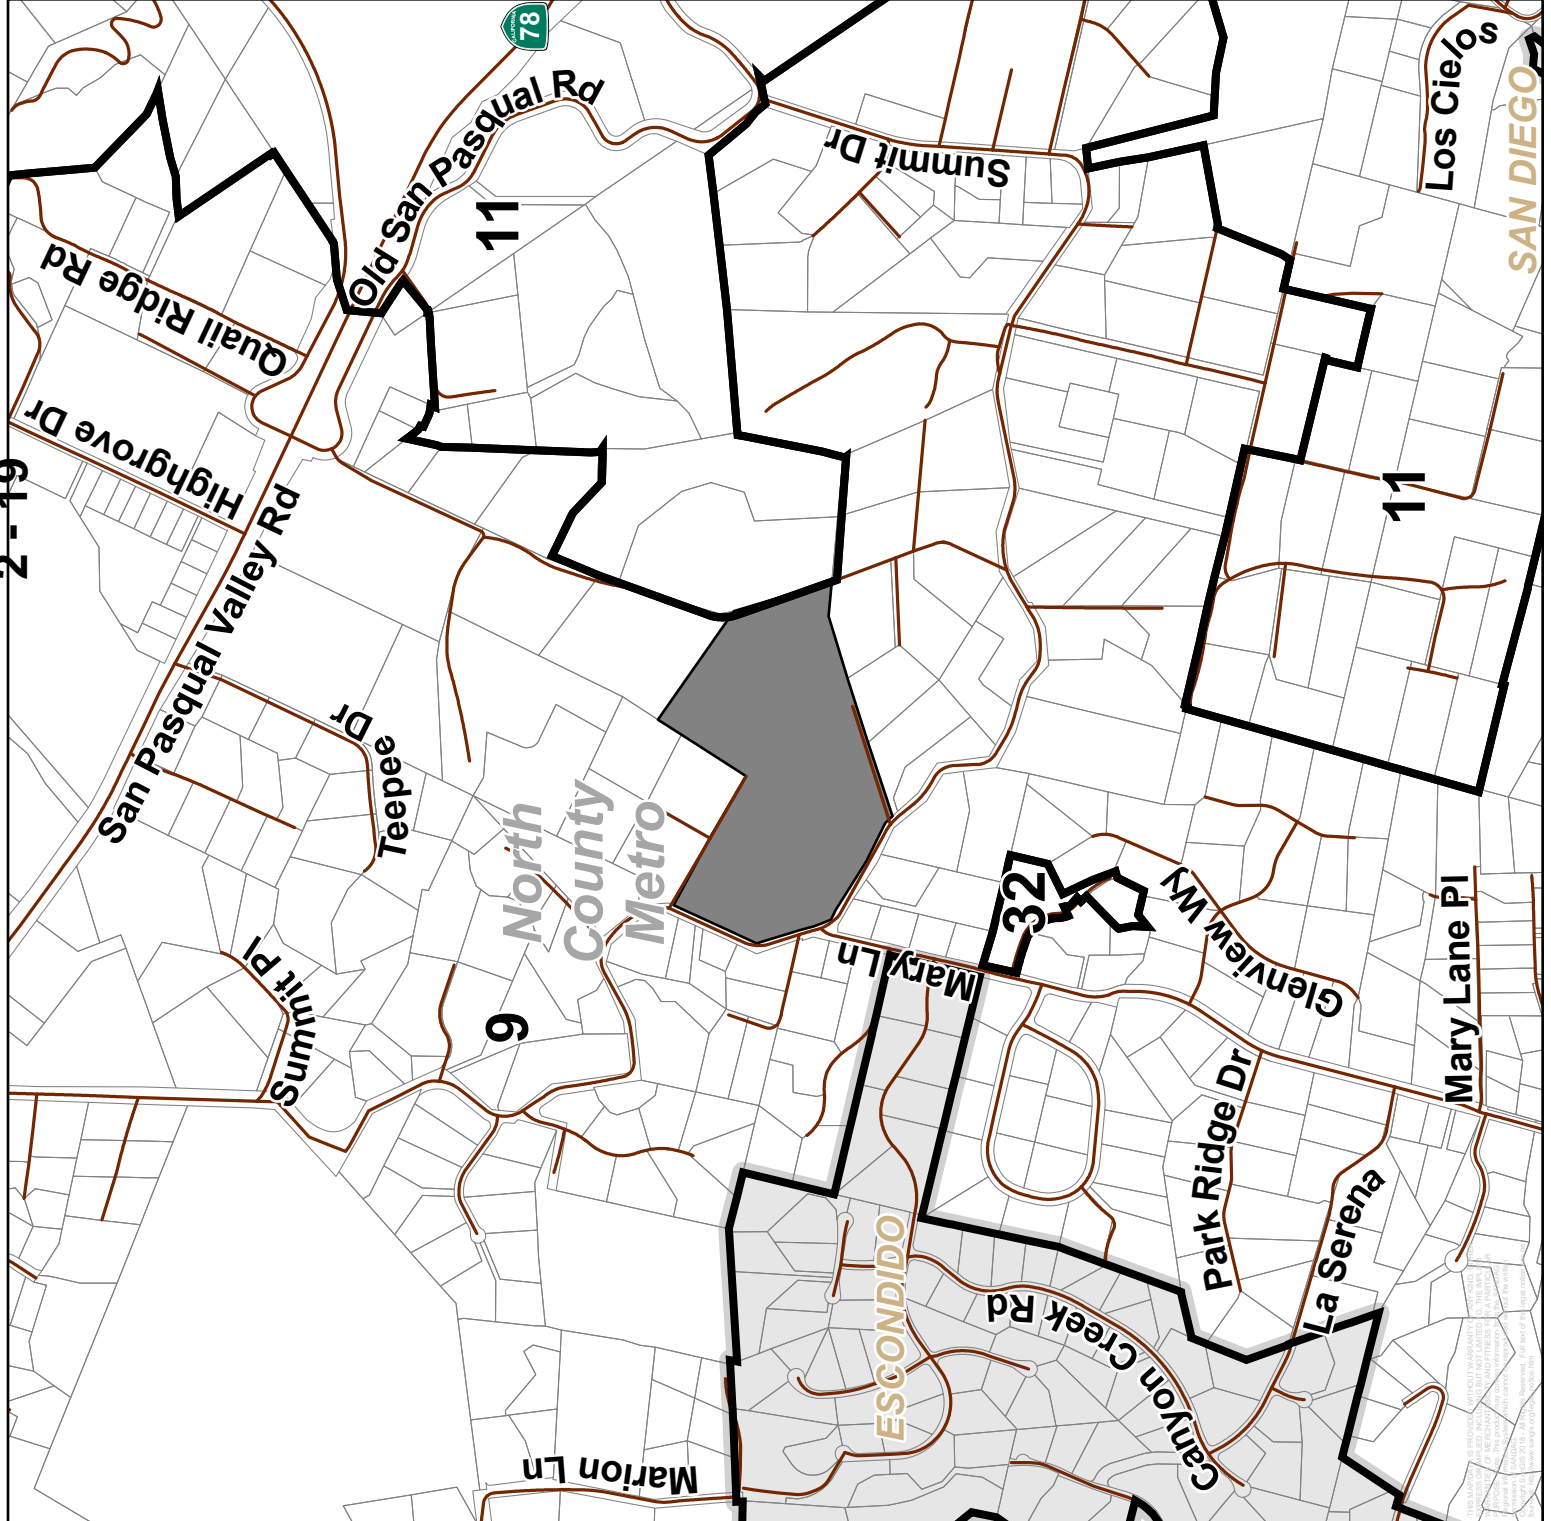 CALIFORNIA
78
Los Cielos
SAN DIEGO
Old San Pasqual Rd
Summit Dr
11
Quail Ridge Rd
Highgrove Dr
2 - 19
San Pasqual Valley Rd
11
Teepee Dr
North
County
Metro
32
Glenview Wy
Mary Ln
Mary Lane Pl
Summit Pl
9
Park Ridge Dr
La Serena
ESCONDIDO
Canyon Creek Rd
Marion Ln